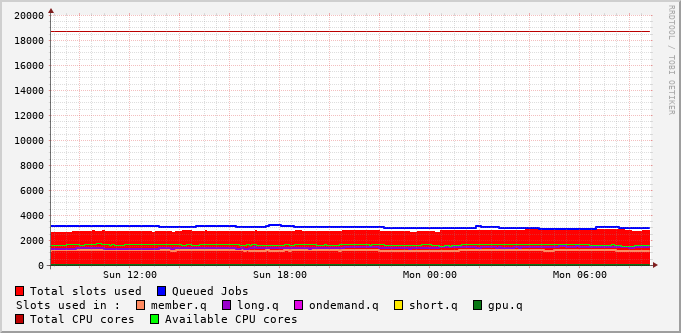 20000
18000
16000
14000
12000
10000
8000
6000
4000
2000
0
Sun 12:00 Sun 18:00 Mon 00:00 Mon 06:00
Total slots used Queued Jobs
Slots used in : member.q long.q ondemand.q short.q gpu.q
Total CPU cores Available CPU cores
RRDTOOL / TOBI OETIKER